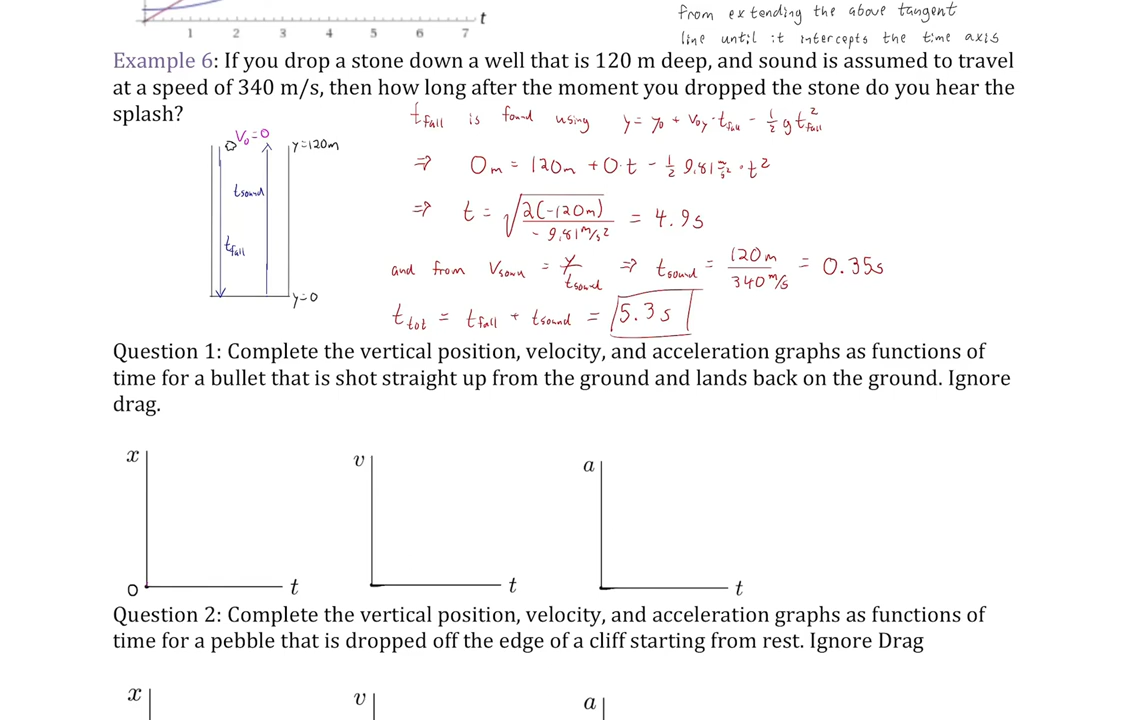 t
1 2 3 4 5 6 7
from extending the above tangent
line until it intercepts the time axis
Example 6: If you drop a stone down a well that is 120 m deep, and sound is assumed to travel
at a speed of 340 m/s, then how long after the moment you dropped the stone do you hear the
splash?
t_fall is found using y = y₀ + V₀y·t_fall - ½ g t²_fall
V₀=0
y=120m
⇒ 0m = 120m + 0·t - ½ 9.81 m/s² · t²
t_sound
⇒ t = √(2(-120m) / -9.81 m/s²) = 4.9s
t_fall
and from V_soun = y/t_sound ⇒ t_sound = 120m / 340 m/s = 0.35s
y=0
t_tot = t_fall + t_sound = 5.3 s
Question 1: Complete the vertical position, velocity, and acceleration graphs as functions of
time for a bullet that is shot straight up from the ground and lands back on the ground. Ignore
drag.
x v a
0 t t t
Question 2: Complete the vertical position, velocity, and acceleration graphs as functions of
time for a pebble that is dropped off the edge of a cliff starting from rest. Ignore Drag
x v a